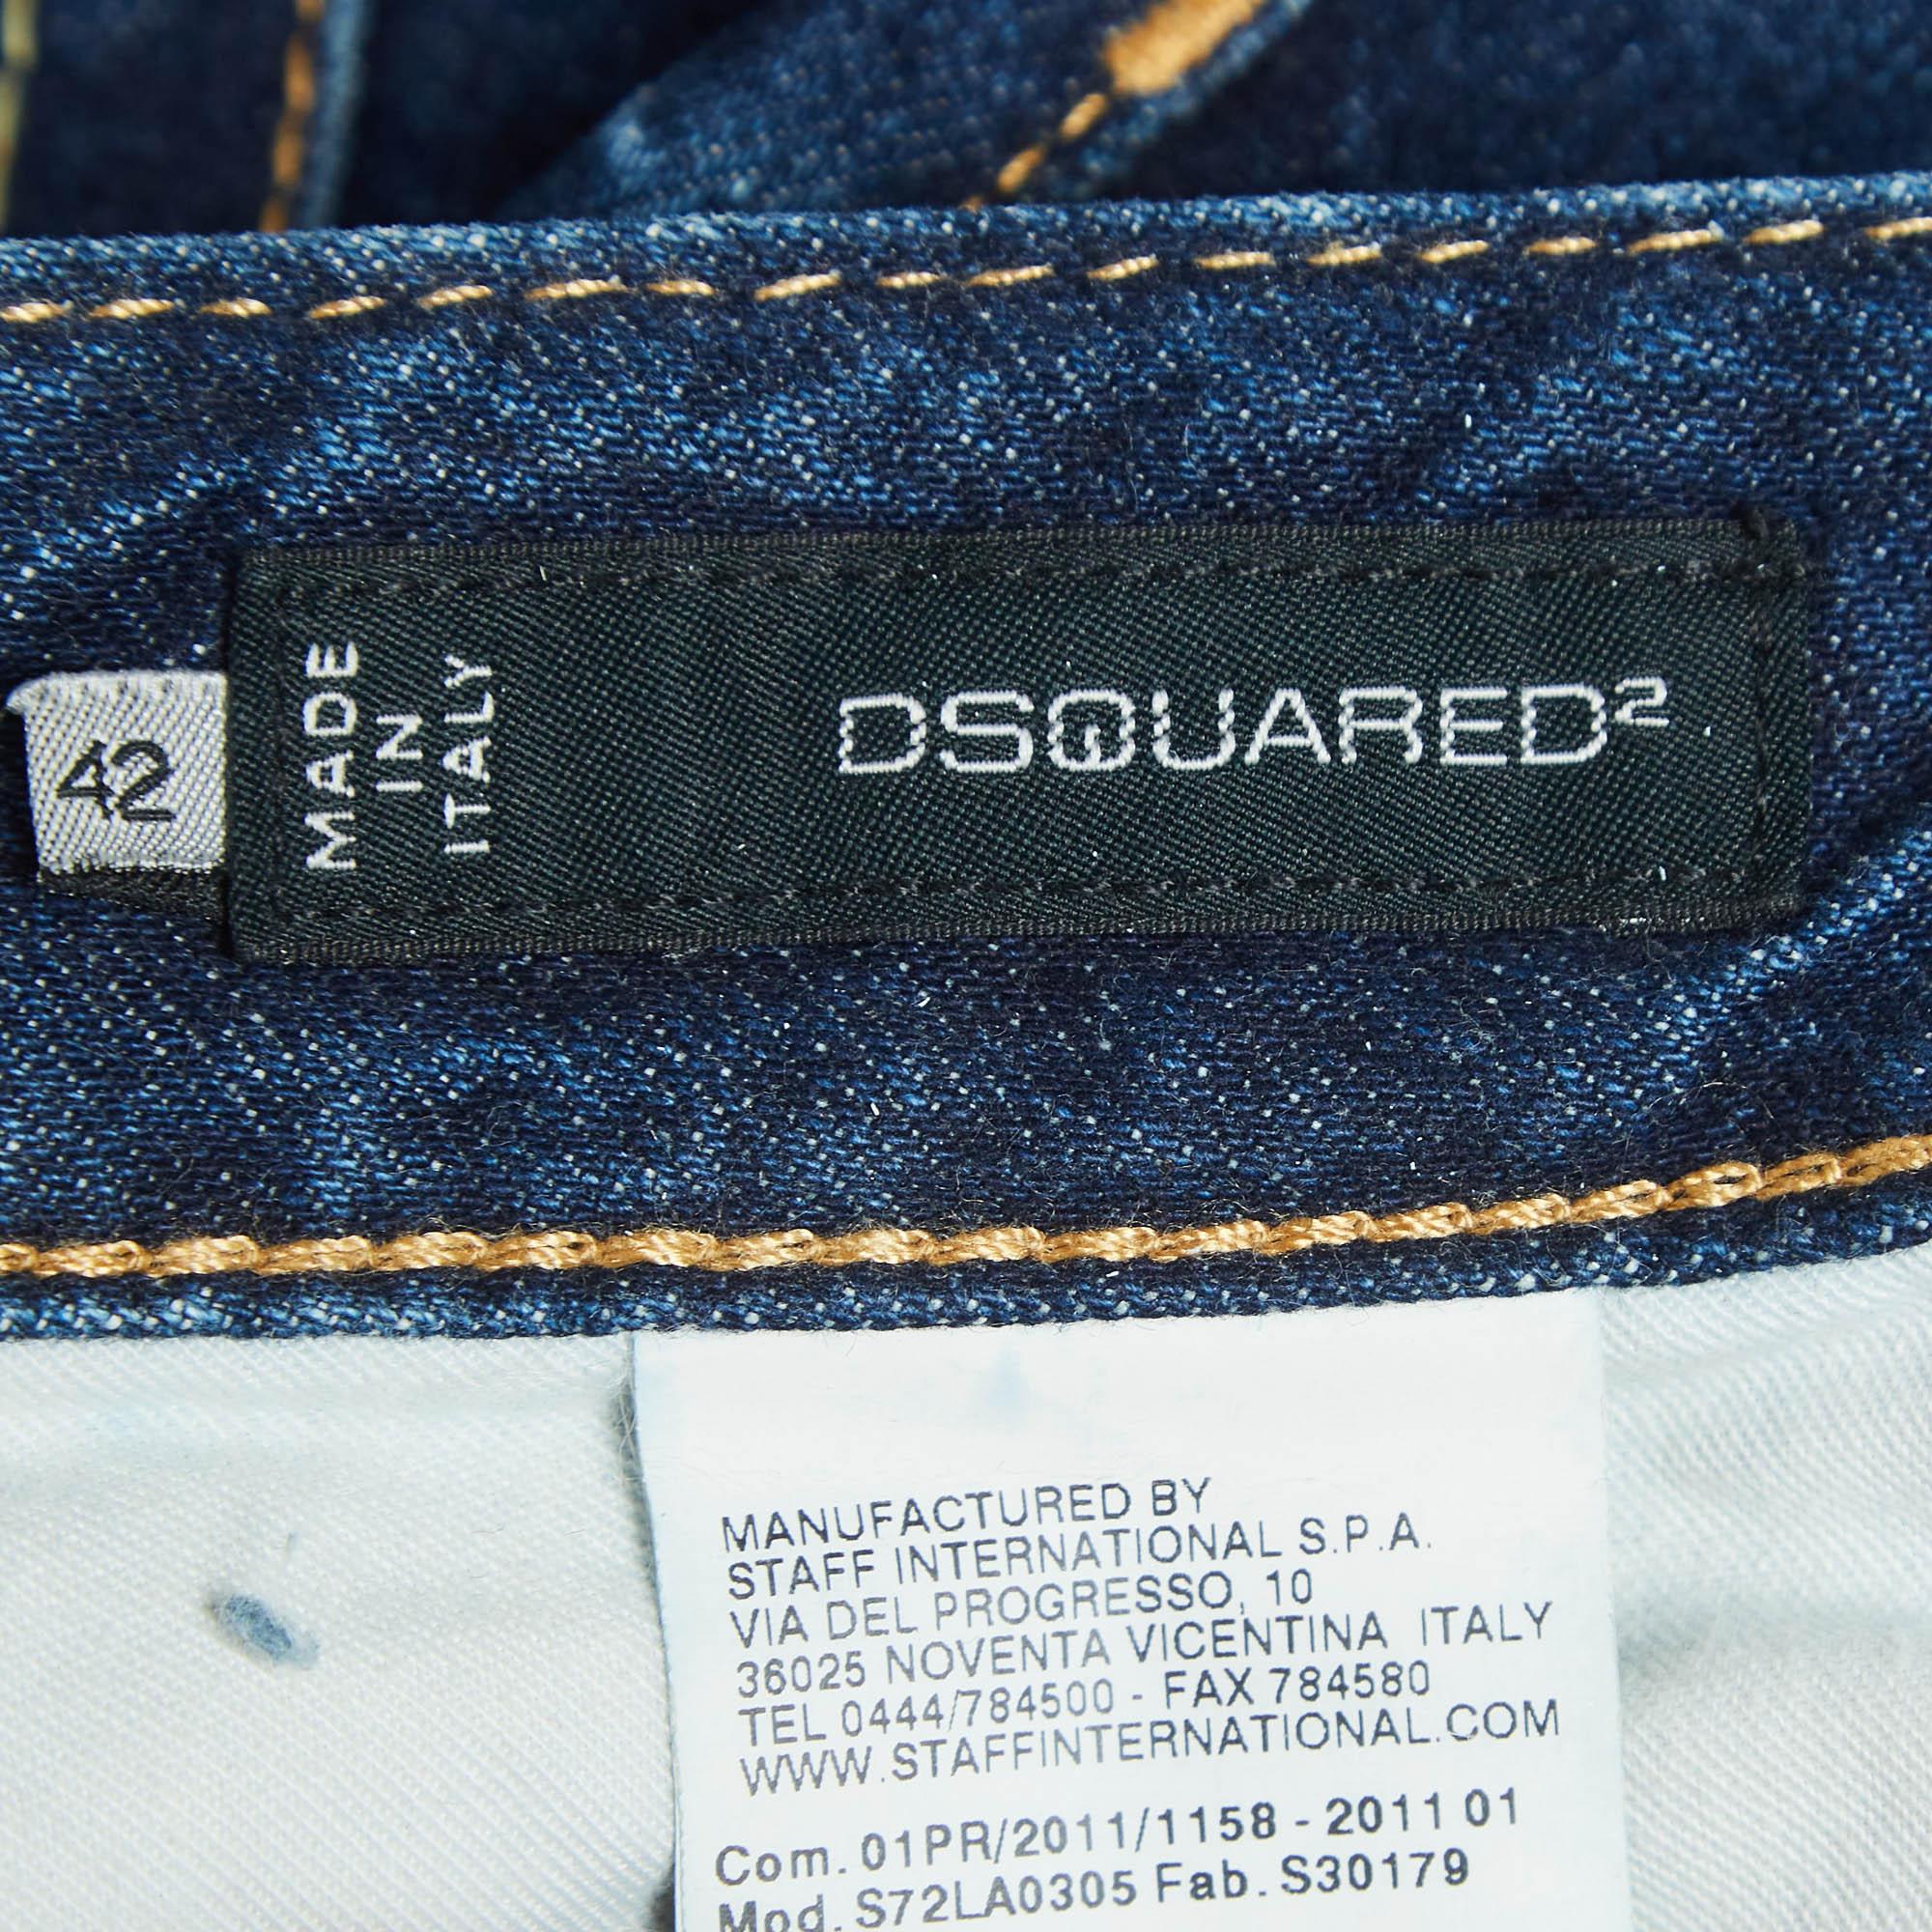 42
MADE
IN
ITALY
DSQUARED2
MANUFACTURED BY
STAFF INTERNATIONAL S.P.A.
VIA DEL PROGRESSO, 10
36025 NOVENTA VICENTINA ITALY
TEL 0444/784500 - FAX 784580
WWW.STAFFINTERNATIONAL.COM
Com. 01PR/2011/1158 - 2011 01
Mod. S72LA0305 Fab. S30179